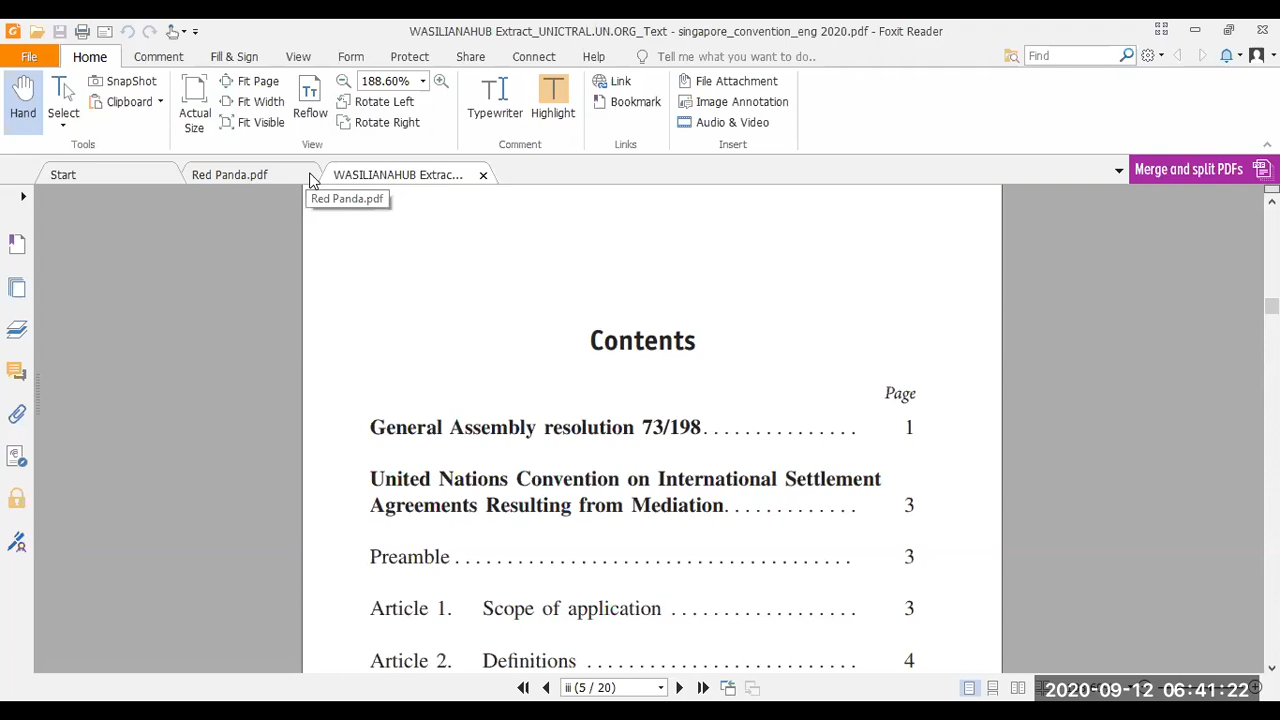 WASILIANAHUB Extract_UNICTRAL.UN.ORG_Text - singapore_convention_eng 2020.pdf - Foxit Reader
File Home Comment Fill & Sign View Form Protect Share Connect Help Tell me what you want to do.. Find
Hand
Select
SnapShot
Clipboard
Tools
Actual Size
Fit Page
Fit Width
Fit Visible
Reflow
188.60%
Rotate Left
Rotate Right
View
Typewriter
Highlight
Comment
Link
Bookmark
Links
File Attachment
Image Annotation
Audio & Video
Insert
Start Red Panda.pdf WASILIANAHUB Extrac... Merge and split PDFs
Red Panda.pdf
Contents
Page
General Assembly resolution 73/198. . . . . . . . . . . . . . . 1
United Nations Convention on International Settlement
Agreements Resulting from Mediation. . . . . . . . . . . . . 3
Preamble . . . . . . . . . . . . . . . . . . . . . . . . . . . . . . . . . . . . . . . 3
Article 1. Scope of application . . . . . . . . . . . . . . . . . . 3
Article 2. Definitions . . . . . . . . . . . . . . . . . . . . . . . . . . 4
iii (5 / 20)
2020-09-12 06:41:22